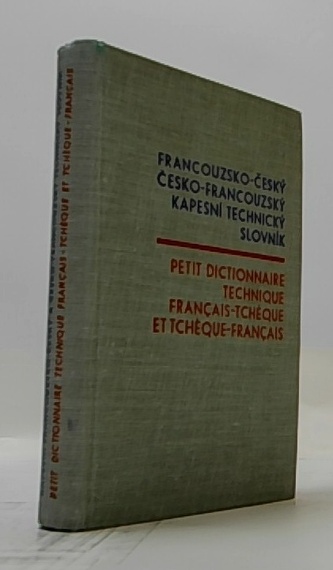 FRANCOUZSKO-ČESKÝ
ČESKO-FRANCOUZSKÝ
KAPESNÍ TECHNICKÝ
SLOVNÍK
PETIT DICTIONNAIRE
TECHNIQUE
FRANÇAIS-TCHÈQUE
ET TCHÈQUE-FRANÇAIS
PETIT DICTIONNAIRE TECHNIQUE FRANÇAIS-TCHÈQUE ET TCHÈQUE-FRANÇAIS